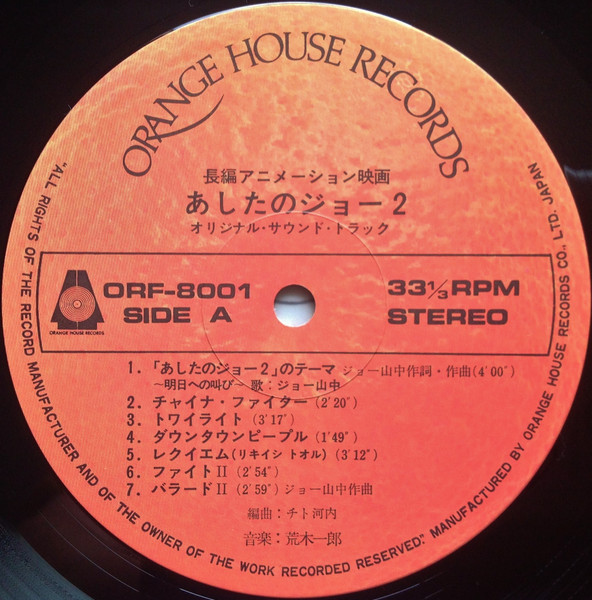 ORANGE HOUSE RECORDS
長編アニメーション映画
あしたのジョー2
オリジナル・サウンド・トラック
ORANGE HOUSE RECORDS
ORF-8001
SIDE A
33 1/3 RPM
STEREO
1. 「あしたのジョー2」のテーマ ジョー山中作詞・作曲(4'00")
〜明日への叫び〜 歌:ジョー山中
2. チャイナ・ファイター(2'20")
3. トワイライト(3'17")
4. ダウンタウンピープル(1'49")
5. レクイエム(リキイシ トオル)(3'12")
6. ファイトII(2'54")
7. バラードII(2'59")ジョー山中作曲
編曲:チト河内
音楽:荒木一郎
"ALL RIGHTS OF THE RECORD MANUFACTURER AND OF THE OWNER OF THE WORK RECORDED RESERVED." MANUFACTURED BY ORANGE HOUSE RECORDS CO., LTD. JAPAN